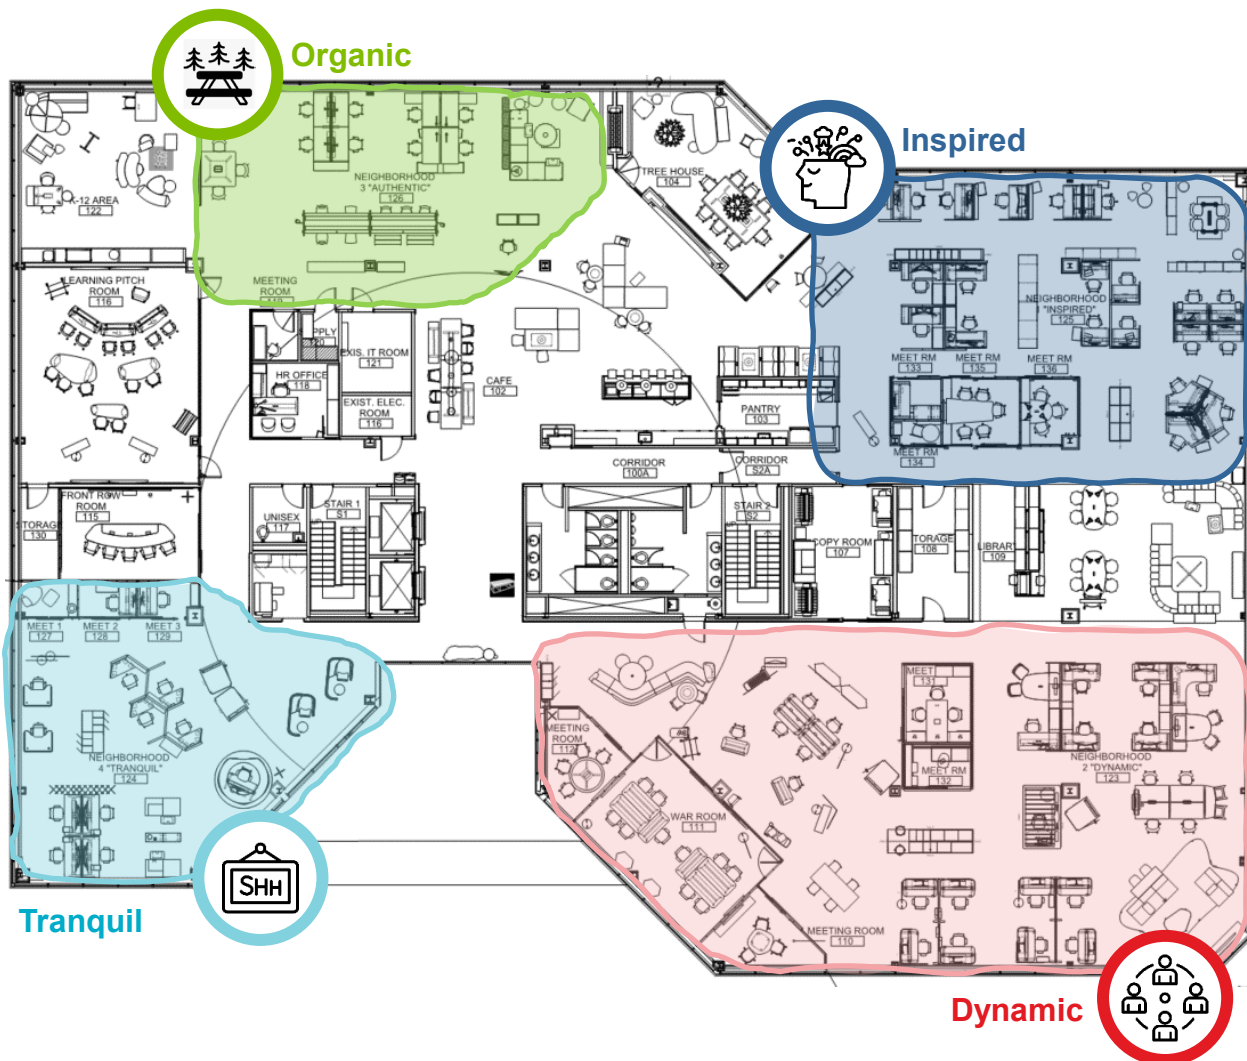 Organic
Inspired
NEIGHBORHOOD
3 "AUTHENTIC"
126
TREE HOUSE
104
K-12 AREA
122
LEARNING PITCH
ROOM
116
MEETING
ROOM
NEIGHBORHOOD
"INSPIRED"
125
EXIS. IT ROOM
121
HR OFFICE
118
CAFE
102
EXIST. ELEC.
ROOM
116
MEET RM
133
MEET RM
135
MEET RM
136
PANTRY
103
MEET RM
134
CORRIDOR
100A
CORRIDOR
S2A
FRONT ROW
ROOM
115
STORAGE
130
UNISEX
117
STAIR 1
S1
STAIR 2
S2
COPY ROOM
107
STORAGE
108
LIBRARY
109
MEET 1
127
MEET 2
128
MEET 3
129
NEIGHBORHOOD
4 "TRANQUIL"
124
MEETING
ROOM
112
MEET
131
MEET RM
132
NEIGHBORHOOD
2 "DYNAMIC"
123
WAR ROOM
111
MEETING ROOM
110
SHH
Tranquil
Dynamic